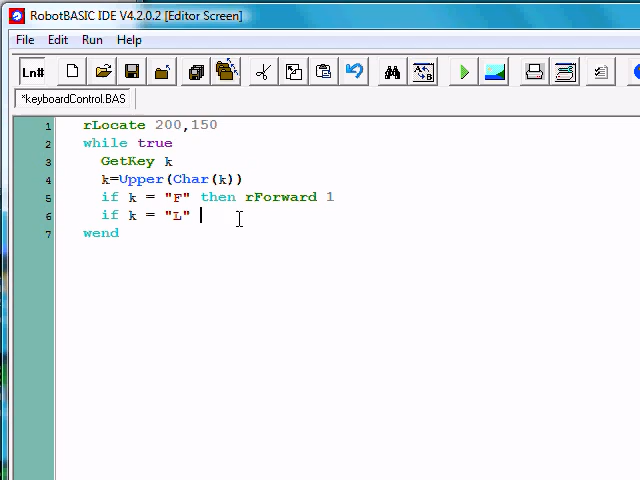 RobotBASIC IDE V4.2.0.2 [Editor Screen]
File Edit Run Help
Ln#
*keyboardControl.BAS
1 rLocate 200,150
2 while true
3 GetKey k
4 k=Upper(Char(k))
5 if k = "F" then rForward 1
6 if k = "L"
7 wend